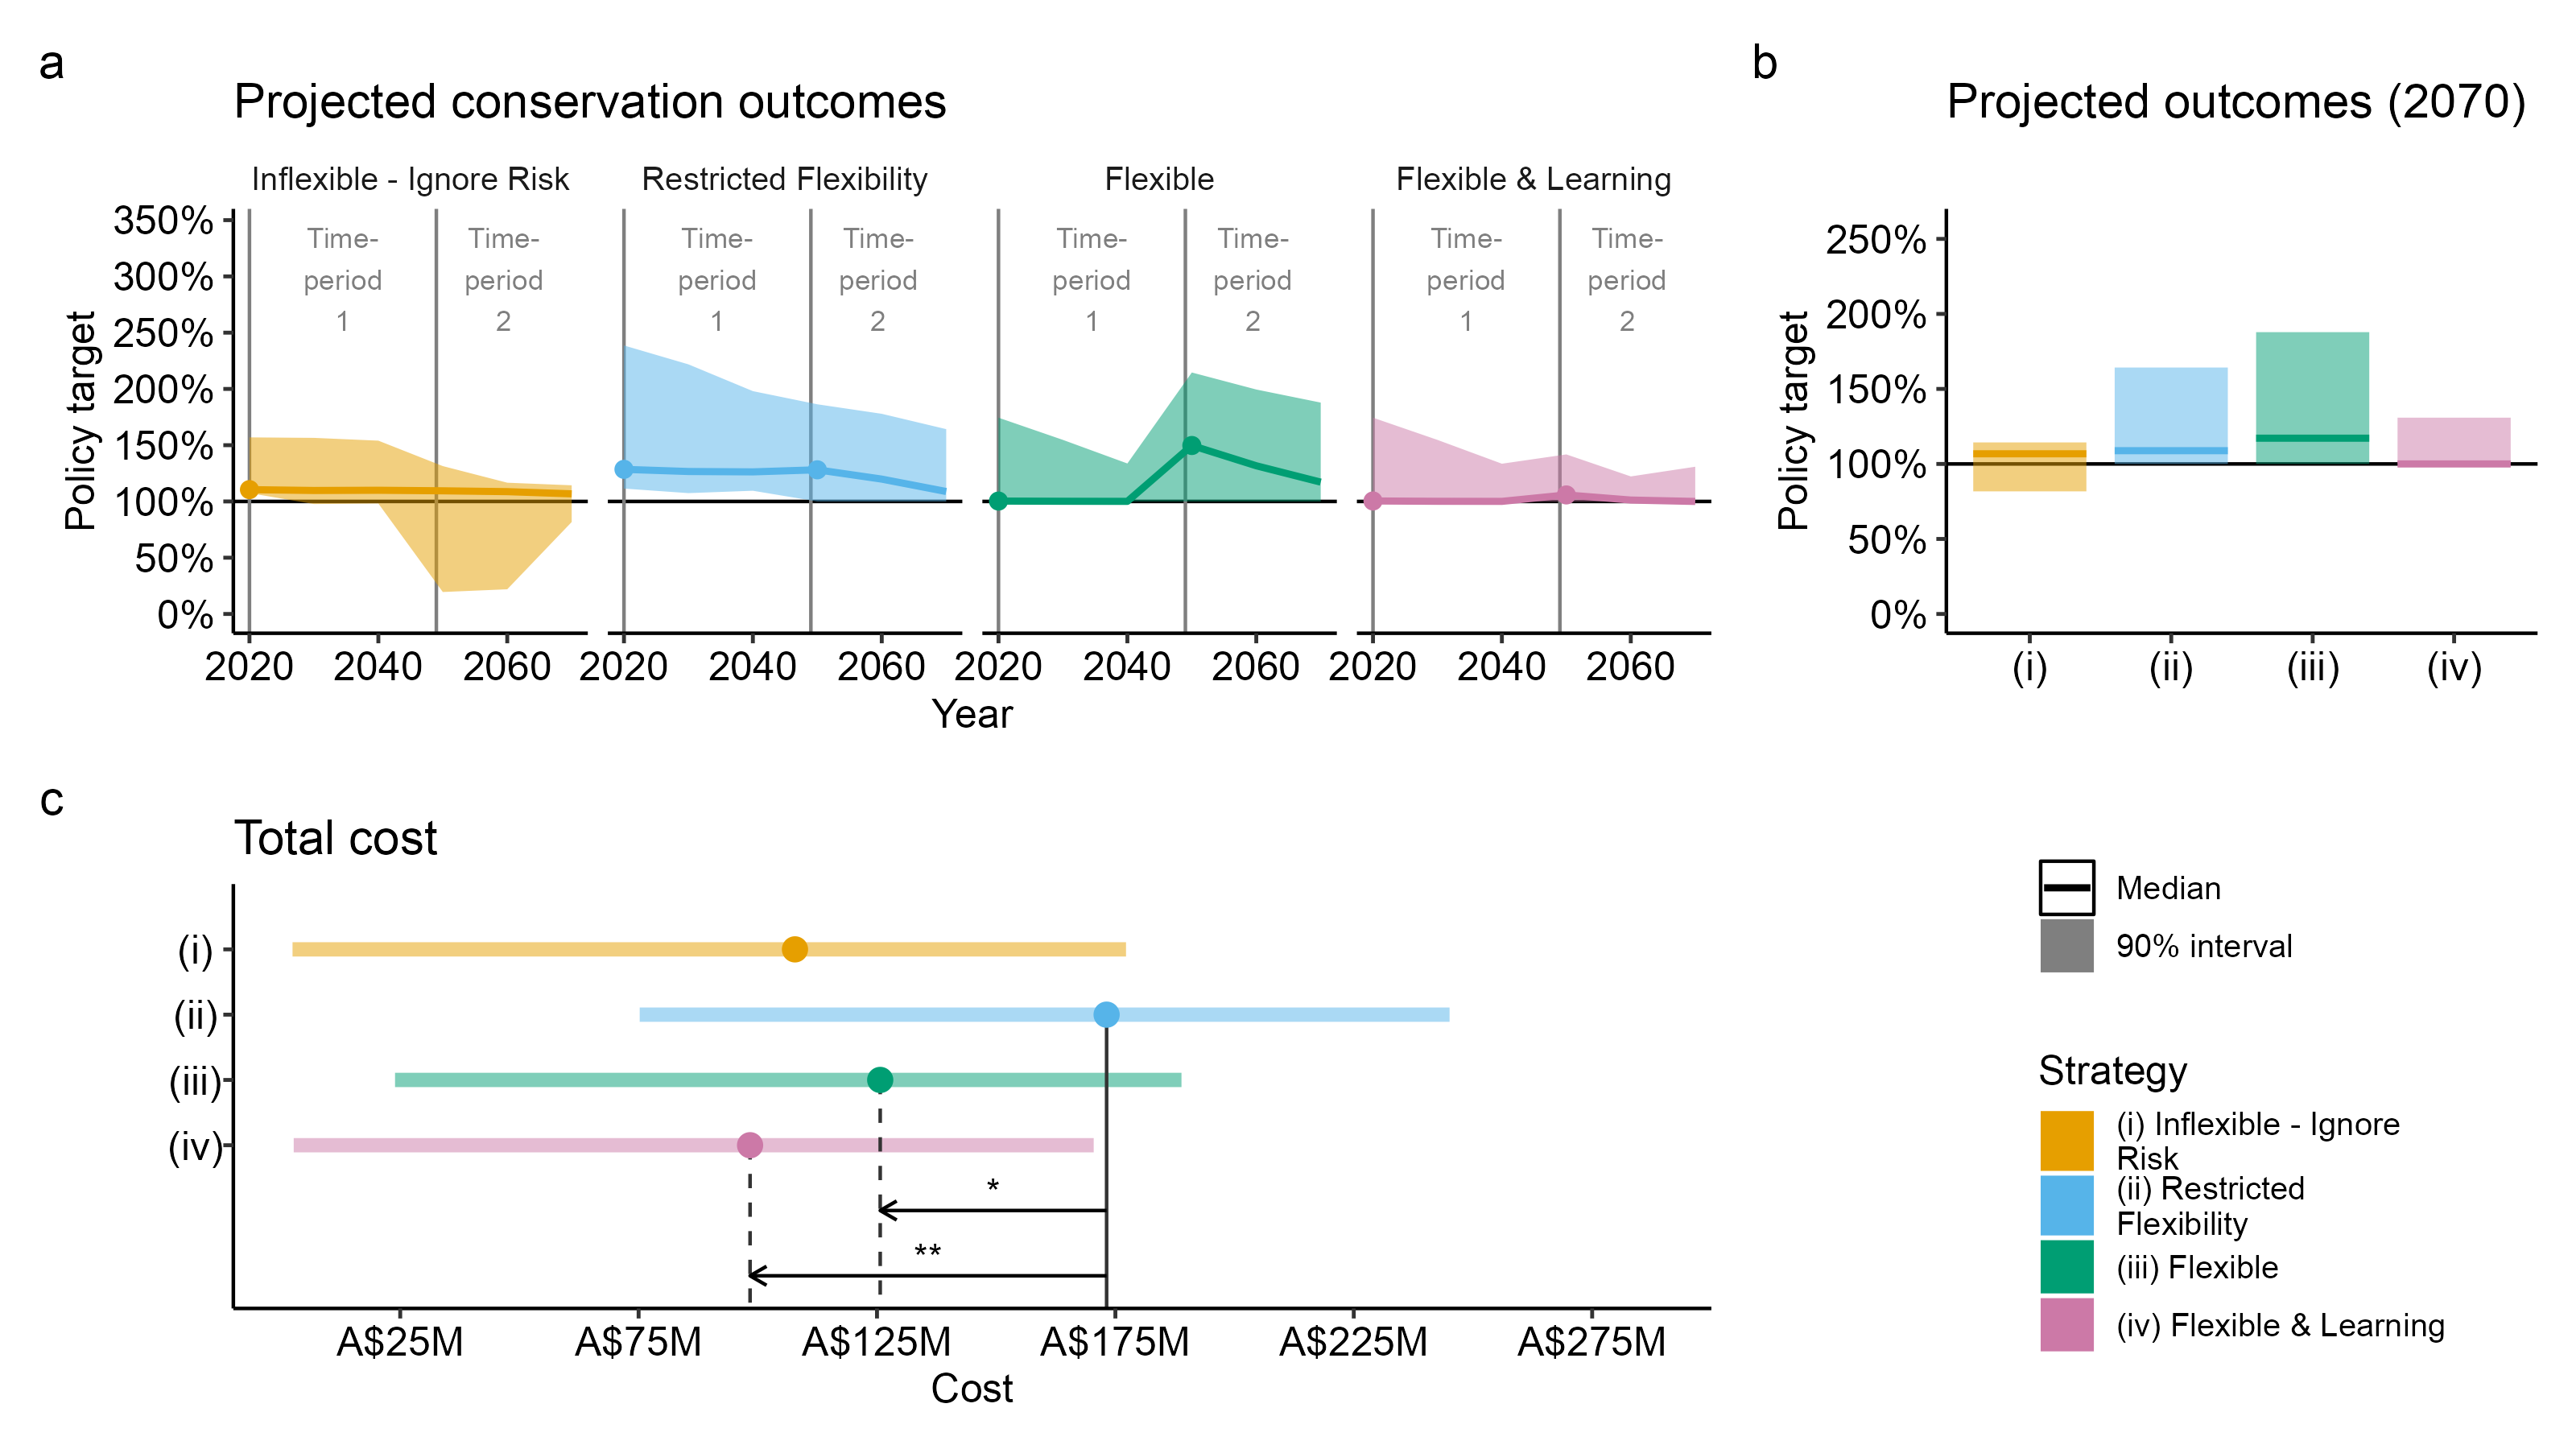 a
Projected conservation outcomes
Inflexible - Ignore Risk
Restricted Flexibility
Flexible
Flexible & Learning
Time-
period
1
Time-
period
2
Time-
period
1
Time-
period
2
Time-
period
1
Time-
period
2
Time-
period
1
Time-
period
2
350%
300%
250%
200%
150%
100%
50%
0%
Policy target
2020 2040 2060
2020 2040 2060
2020 2040 2060
2020 2040 2060
Year
b
Projected outcomes (2070)
250%
200%
150%
100%
50%
0%
Policy target
(i) (ii) (iii) (iv)
c
Total cost
(i)
(ii)
(iii)
(iv)
*
**
A$25M A$75M A$125M A$175M A$225M A$275M
Cost
Median
90% interval
Strategy
(i) Inflexible - Ignore
Risk
(ii) Restricted
Flexibility
(iii) Flexible
(iv) Flexible & Learning